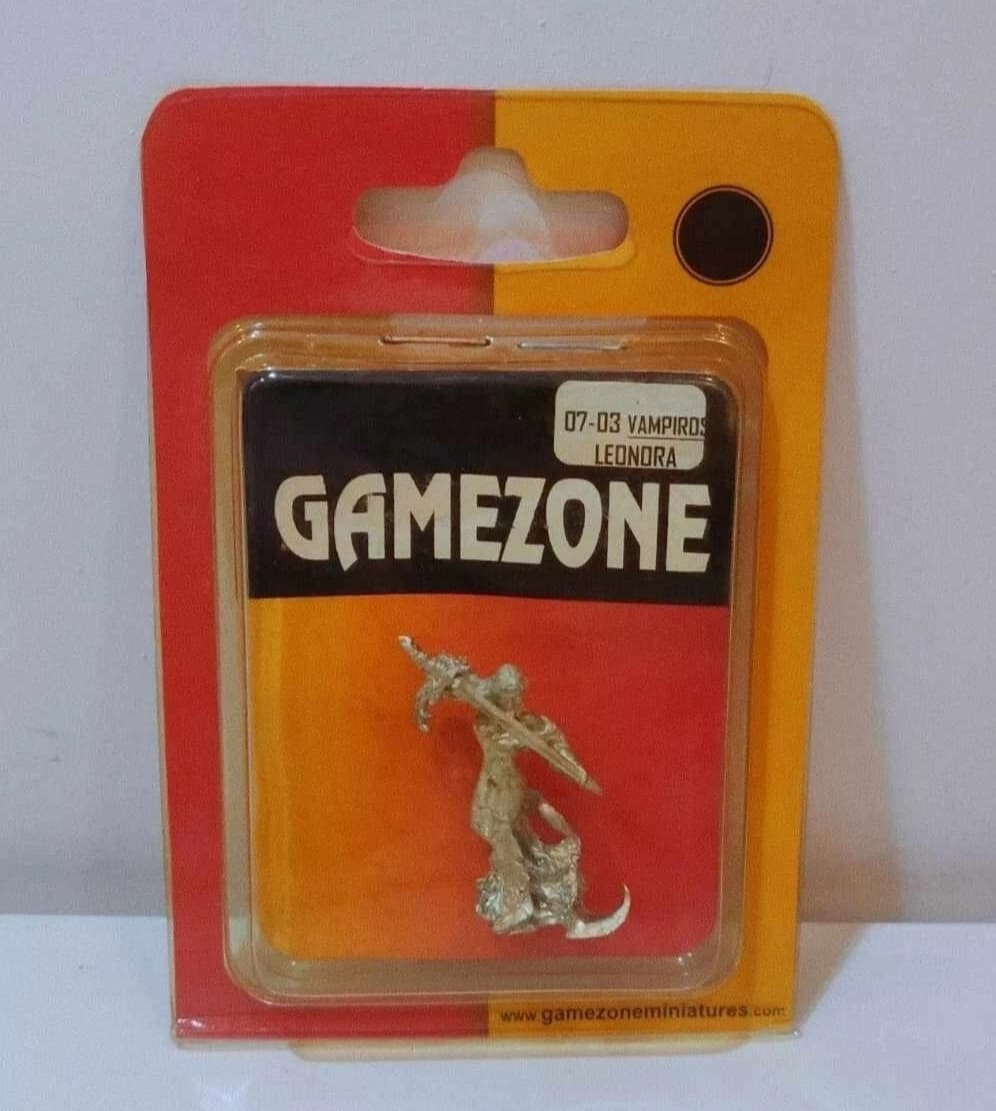 07-03 VAMPIROS
LEONORA
GAMEZONE
www.gamezoneminiatures.com